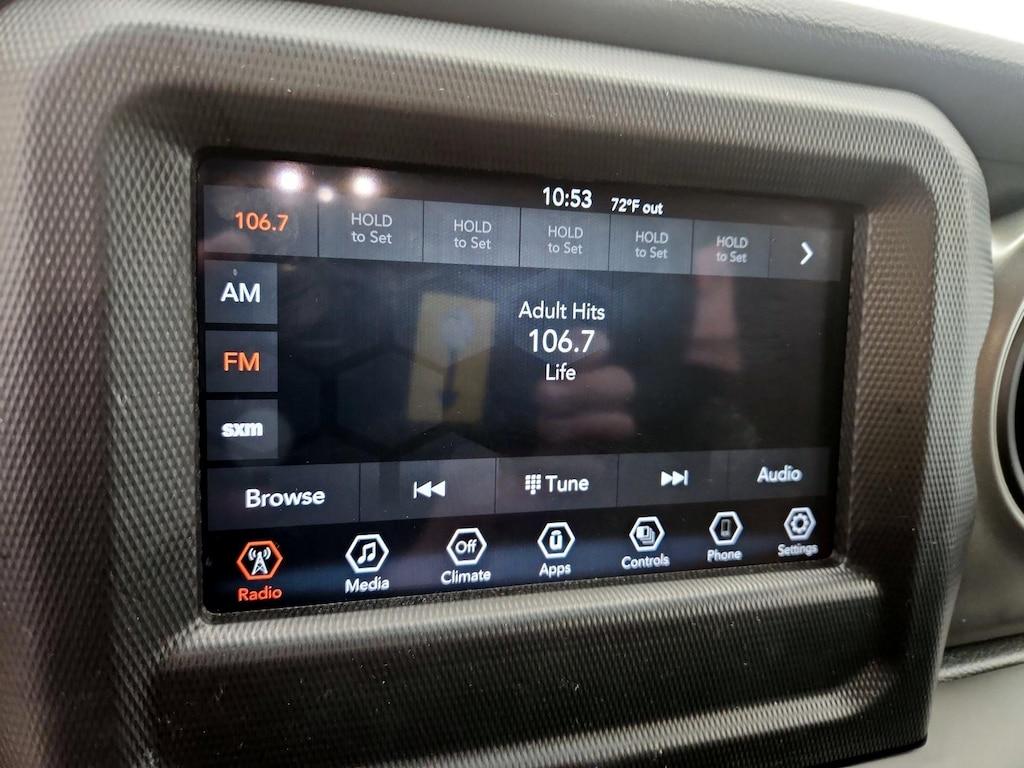 10:53 72°F out
106.7
HOLD
to Set
HOLD
to Set
HOLD
to Set
HOLD
to Set
HOLD
to Set
AM
FM
sxm
Adult Hits
106.7
Life
Browse
Tune
Audio
Radio
Media
Off
Climate
Apps
Controls
Phone
Settings